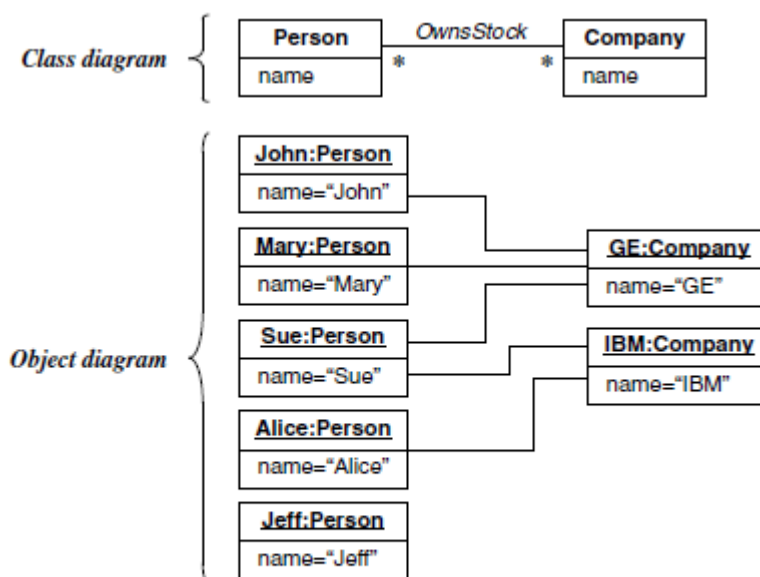 Class diagram
Person
OwnsStock
Company
name
*
*
name
Object diagram
John:Person
name=“John”
Mary:Person
name=“Mary”
GE:Company
name=“GE”
Sue:Person
name=“Sue”
IBM:Company
name=“IBM”
Alice:Person
name=“Alice”
Jeff:Person
name=“Jeff”